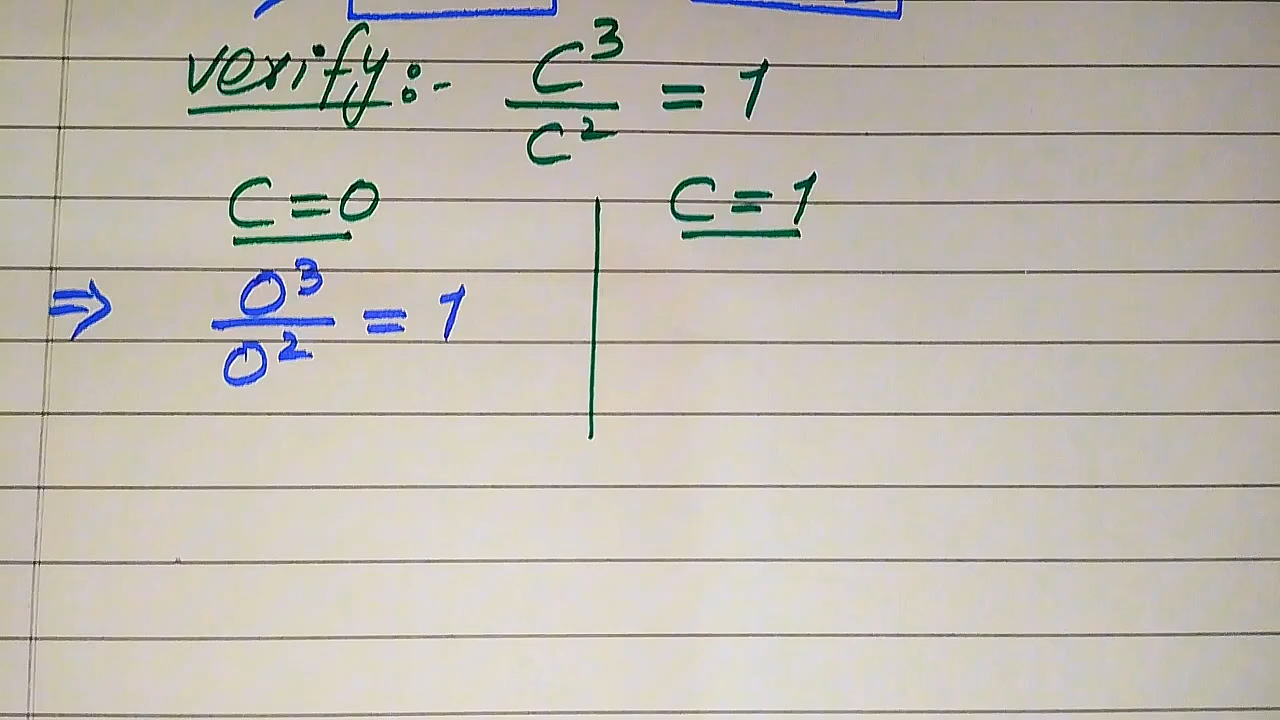 verify:- C³/C² = 1
C=0 C=1
⇒ 0³/0² = 1